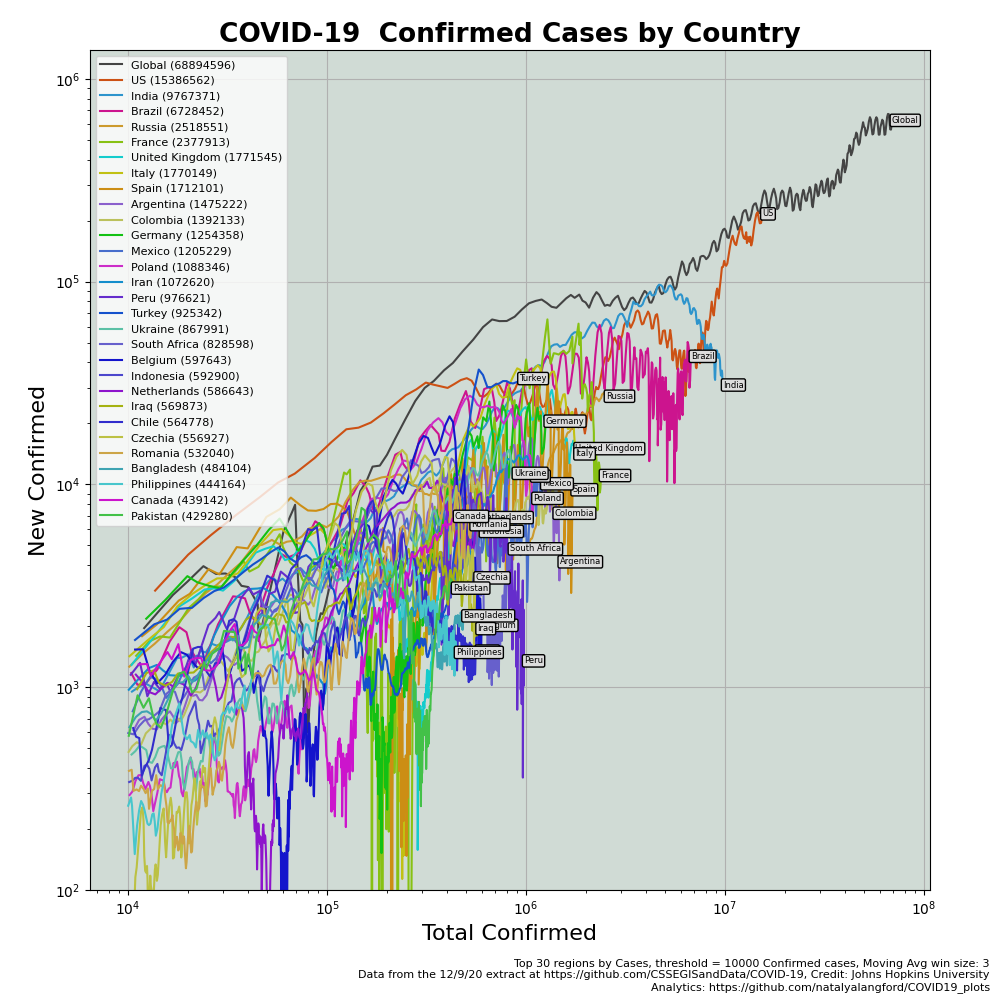 COVID-19  Confirmed Cases by Country
10^6
10^5
10^4
10^3
10^2
New Confirmed
Global (68894596)
US (15386562)
India (9767371)
Brazil (6728452)
Russia (2518551)
France (2377913)
United Kingdom (1771545)
Italy (1770149)
Spain (1712101)
Argentina (1475222)
Colombia (1392133)
Germany (1254358)
Mexico (1205229)
Poland (1088346)
Iran (1072620)
Peru (976621)
Turkey (925342)
Ukraine (867991)
South Africa (828598)
Belgium (597643)
Indonesia (592900)
Netherlands (586643)
Iraq (569873)
Chile (564778)
Czechia (556927)
Romania (532040)
Bangladesh (484104)
Philippines (444164)
Canada (439142)
Pakistan (429280)
Global
US
Brazil
Turkey
India
Russia
Germany
Kingdom
Italy
Ukraine
France
Mexico
Spain
Poland
Colombia
Canada
Romania
Indonesia
South Africa
Argentina
Czechia
Pakistan
Bangladesh
Iraq
Philippines
Peru
10^4
10^5
10^6
10^7
10^8
Total Confirmed
Top 30 regions by Cases, threshold = 10000 Confirmed cases, Moving Avg win size: 3
Data from the 12/9/20 extract at https://github.com/CSSEGISandData/COVID-19, Credit: Johns Hopkins University
Analytics: https://github.com/natalyalangford/COVID19_plots